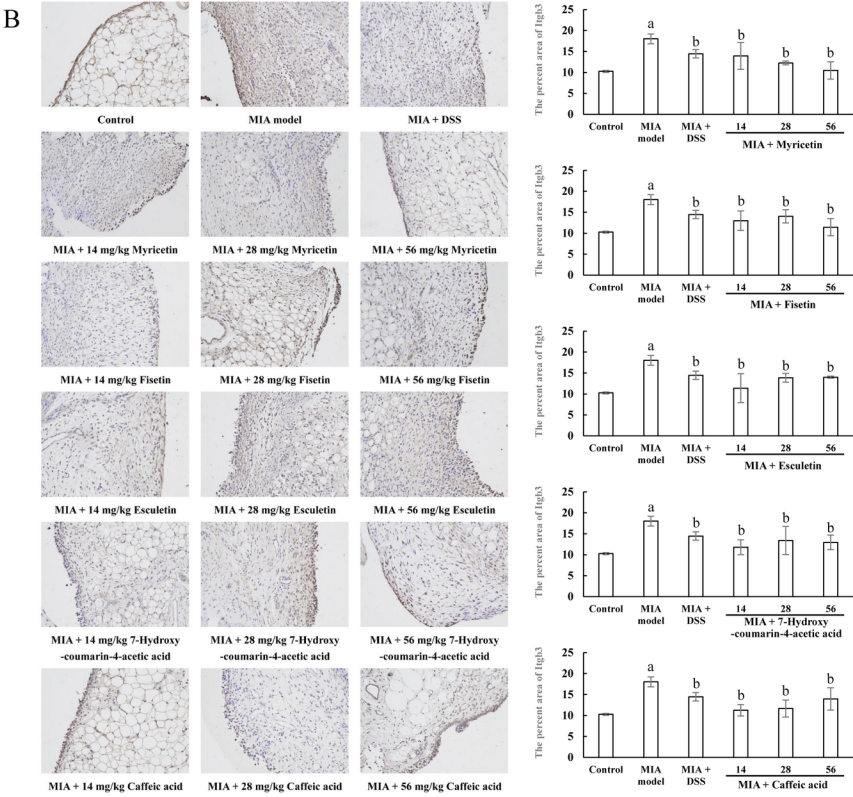 B
Control
MIA model
MIA + DSS
MIA + 14 mg/kg Myricetin
MIA + 28 mg/kg Myricetin
MIA + 56 mg/kg Myricetin
MIA + 14 mg/kg Fisetin
MIA + 28 mg/kg Fisetin
MIA + 56 mg/kg Fisetin
MIA + 14 mg/kg Esculetin
MIA + 28 mg/kg Esculetin
MIA + 56 mg/kg Esculetin
MIA + 14 mg/kg 7-Hydroxy
-coumarin-4-acetic acid
MIA + 28 mg/kg 7-Hydroxy
-coumarin-4-acetic acid
MIA + 56 mg/kg 7-Hydroxy
-coumarin-4-acetic acid
MIA + 14 mg/kg Caffeic acid
MIA + 28 mg/kg Caffeic acid
MIA + 56 mg/kg Caffeic acid
The percent area of Itgb3
25
20
15
10
5
0
a
b
b
b
b
Control
MIA
model
MIA +
DSS
14
28
56
MIA + Myricetin
The percent area of Itgb3
25
20
15
10
5
0
a
b
b
b
b
Control
MIA
model
MIA +
DSS
14
28
56
MIA + Fisetin
The percent area of Itgb3
25
20
15
10
5
0
a
b
b
b
b
Control
MIA
model
MIA +
DSS
14
28
56
MIA + Esculetin
The percent area of Itgb3
25
20
15
10
5
0
a
b
b
b
b
Control
MIA
model
MIA +
DSS
14
28
56
MIA + 7-Hydroxy
-coumarin-4-acetic acid
The percent area of Itgb3
25
20
15
10
5
0
a
b
b
b
b
Control
MIA
model
MIA +
DSS
14
28
56
MIA + Caffeic acid